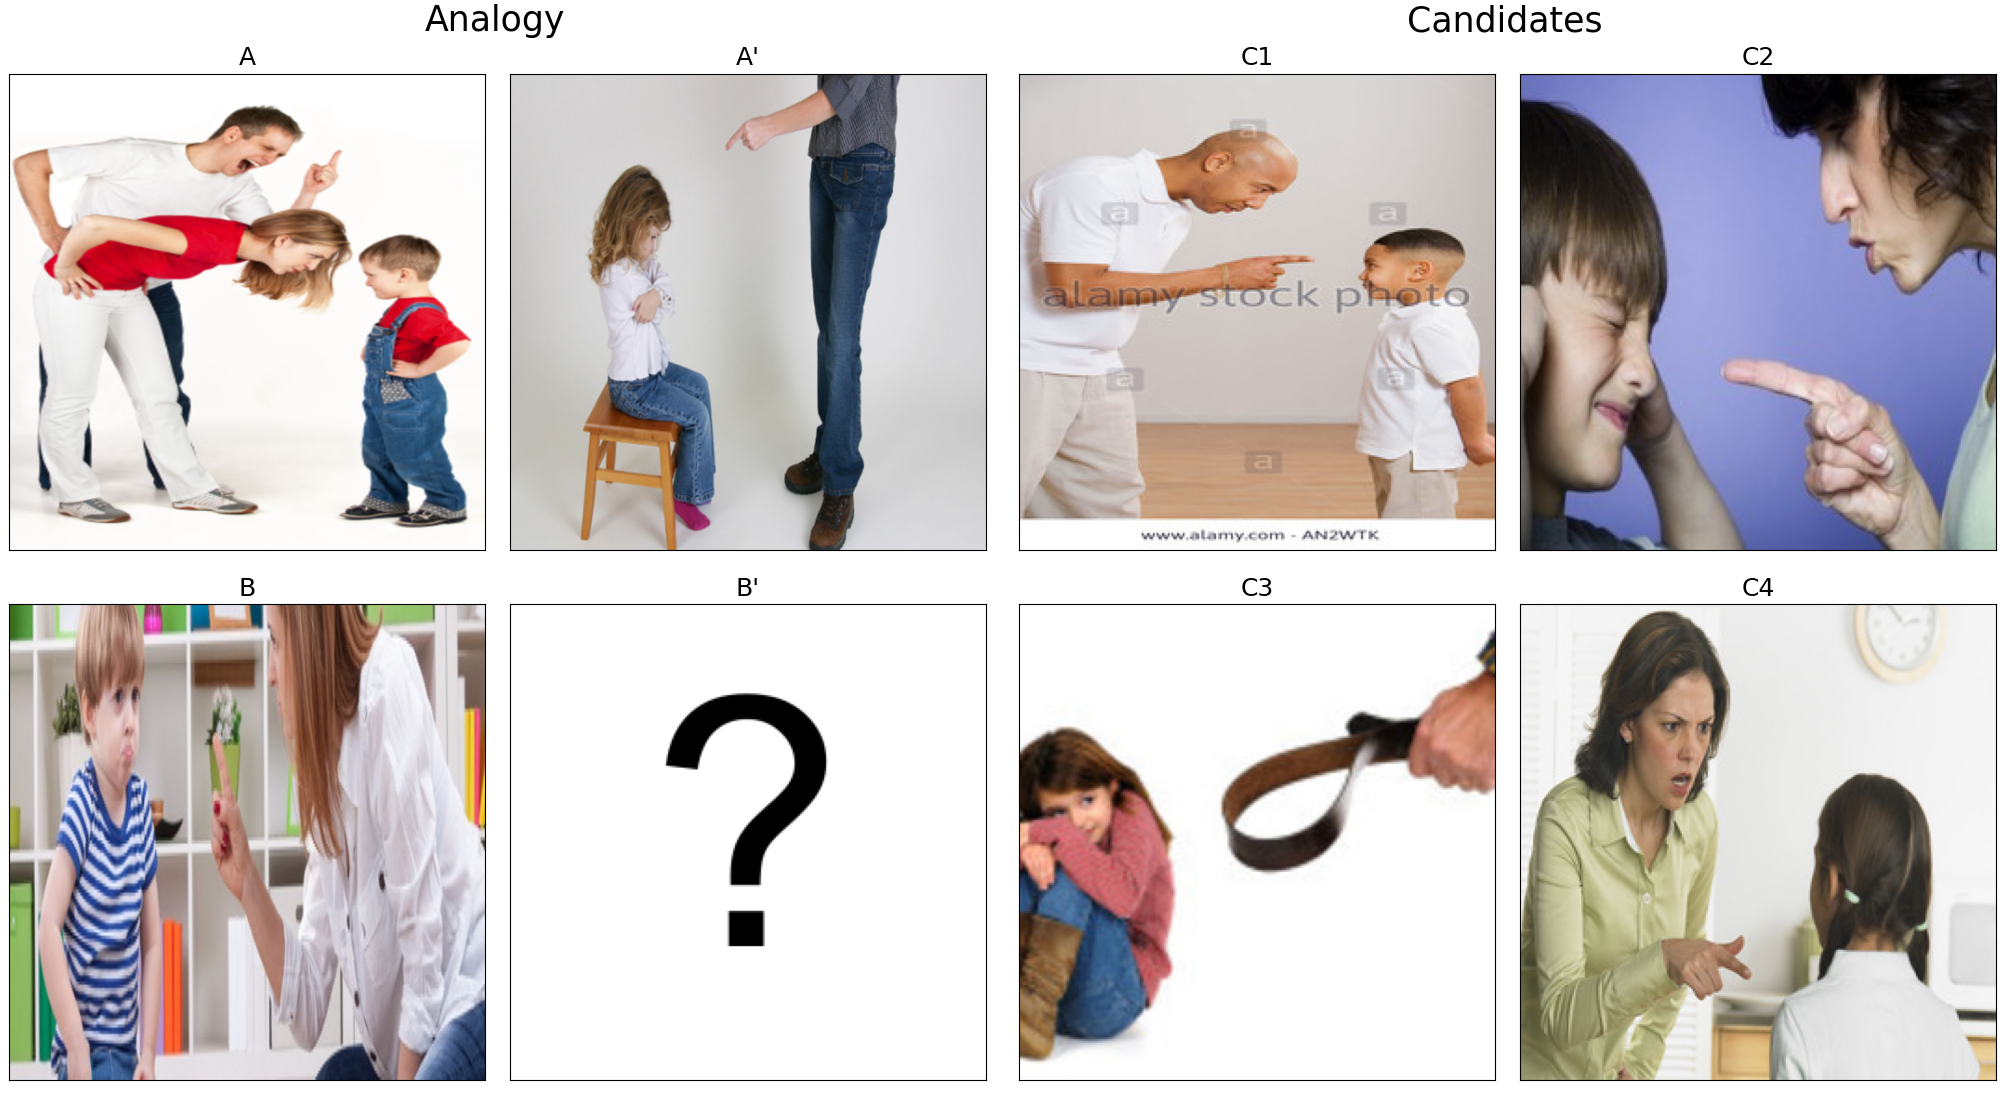 Analogy
Candidates
A
A'
C1
C2
a
a
a
alamy stock photo
a
a
a
www.alamy.com - AN2WTK
B
B'
C3
C4
?